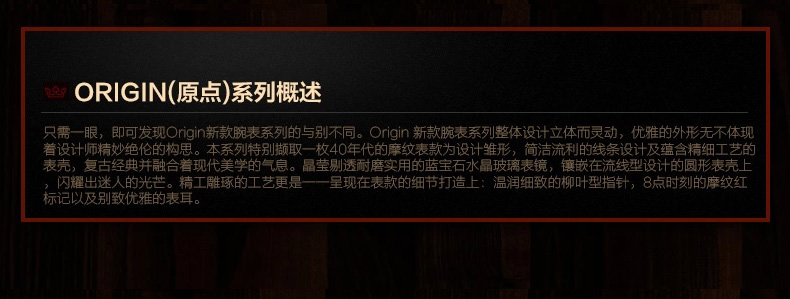 ORIGIN(原点)系列概述
只需一眼，即可发现Origin新款腕表系列的与别不同。Origin 新款腕表系列整体设计立体而灵动，优雅的外形无不体现
着设计师精妙绝伦的构思。本系列特别撷取一枚40年代的摩纹表款为设计雏形，简洁流利的线条设计及蕴含精细工艺的
表壳，复古经典并融合着现代美学的气息。晶莹剔透耐磨实用的蓝宝石水晶玻璃表镜，镶嵌在流线型设计的圆形表壳上
，闪耀出迷人的光芒。精工雕琢的工艺更是一一呈现在表款的细节打造上：温润细致的柳叶型指针，8点时刻的摩纹红
标记以及别致优雅的表耳。